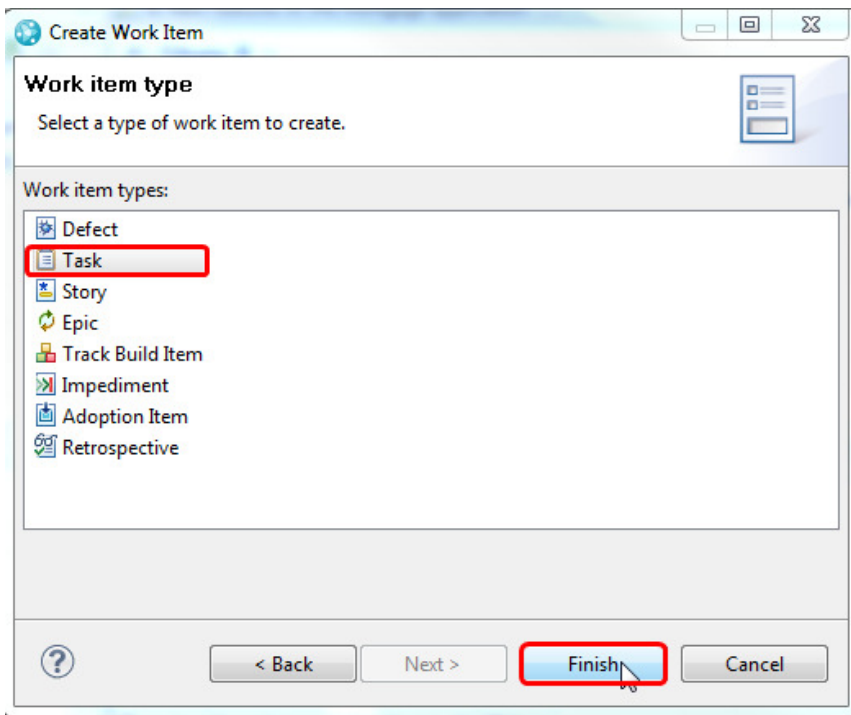 Create Work Item
Work item type
Select a type of work item to create.
Work item types:
Defect
Task
Story
Epic
Track Build Item
Impediment
Adoption Item
Retrospective
?
< Back Next > Finish Cancel